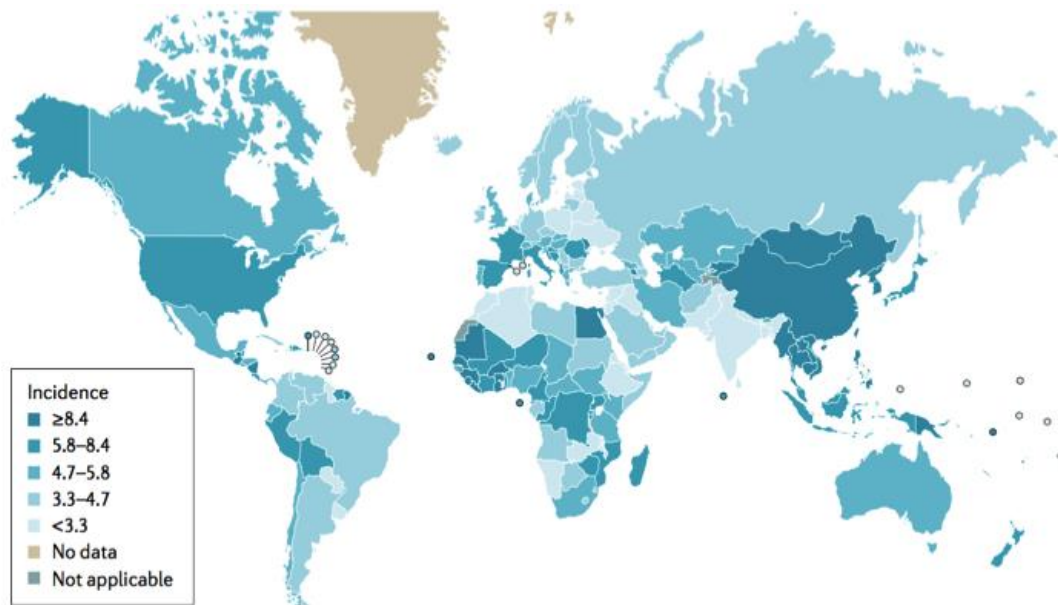 Incidence
≥8.4
5.8–8.4
4.7–5.8
3.3–4.7
<3.3
No data
Not applicable